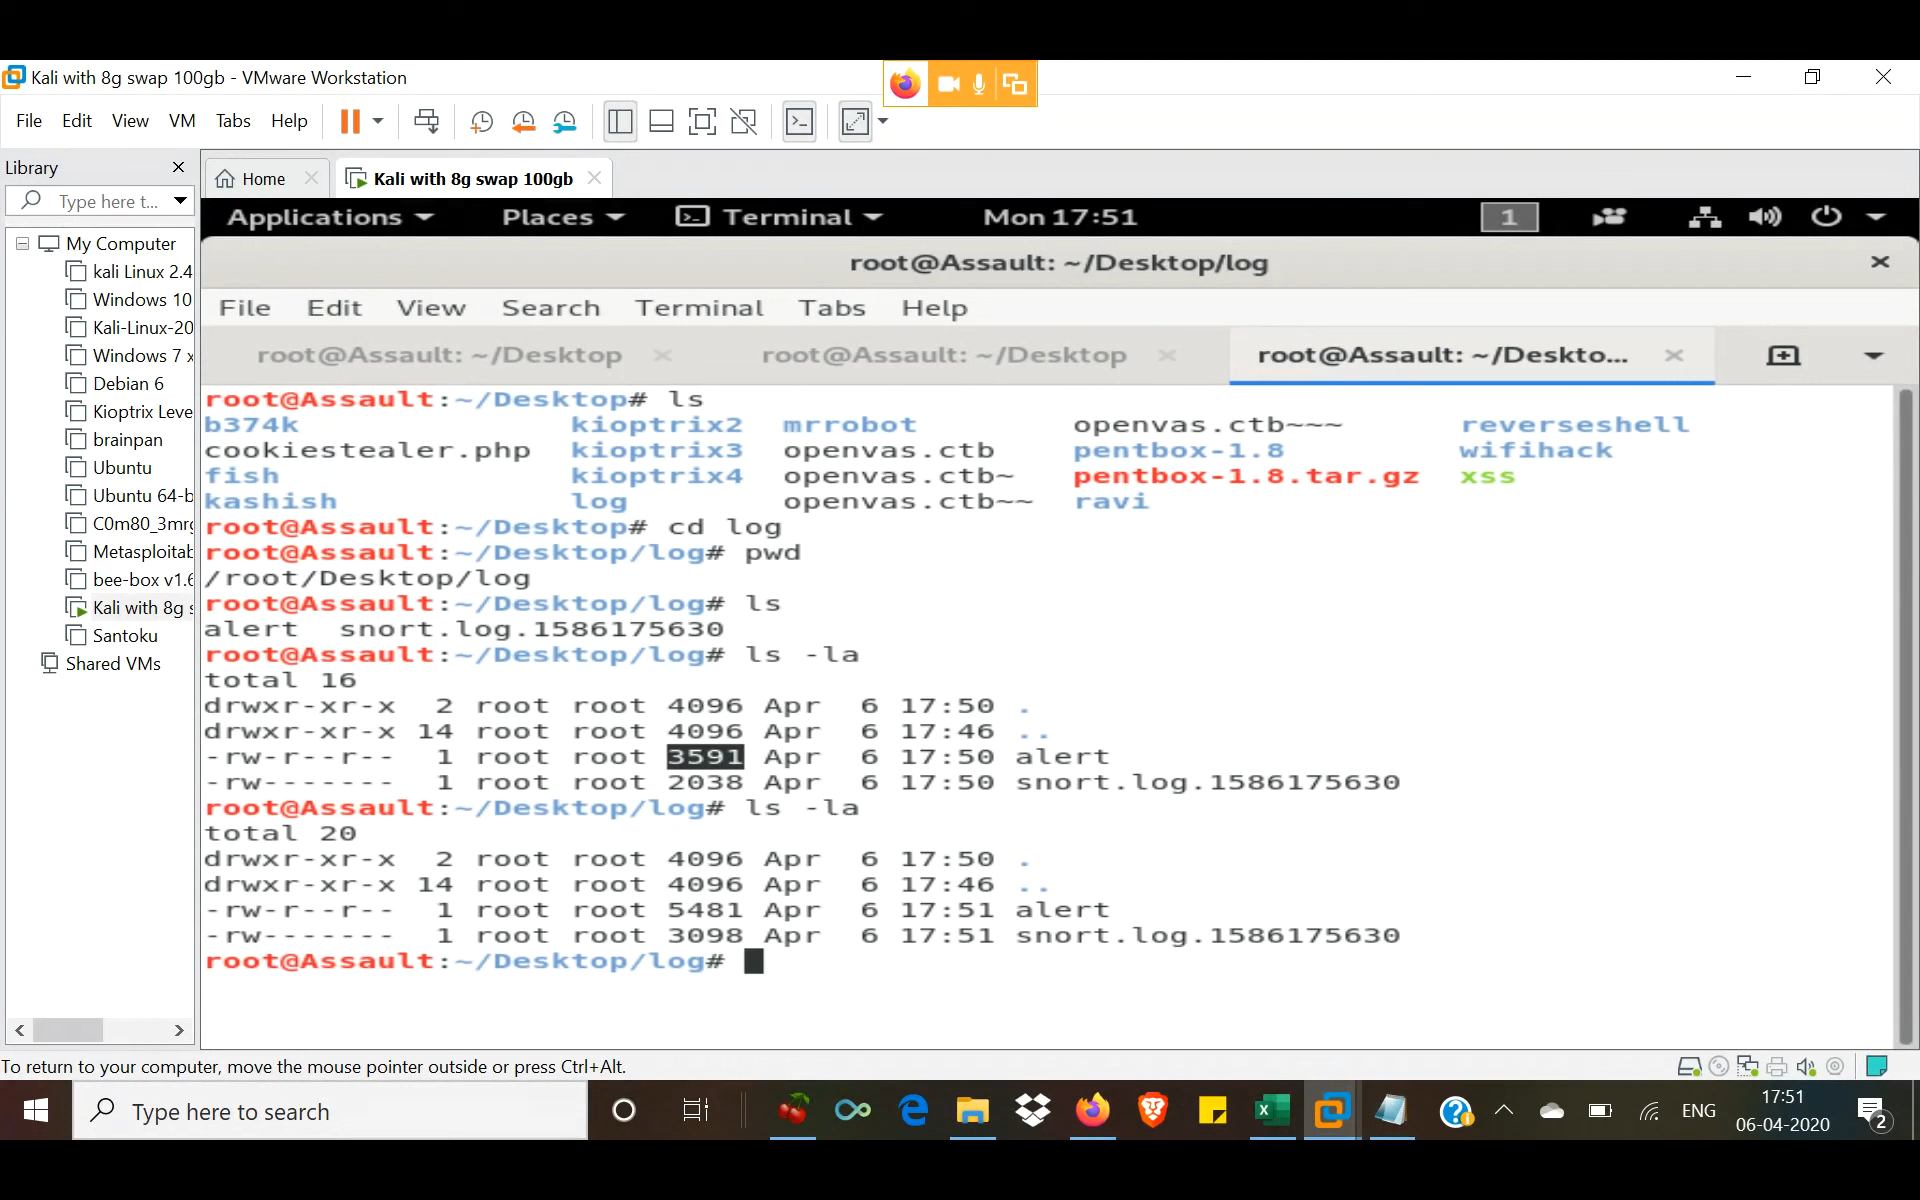 Kali with 8g swap 100gb - VMware Workstation
File Edit View VM Tabs Help
Library
Home
Kali with 8g swap 100gb
Type here t...
Applications Places Terminal Mon 17:51 1
My Computer
kali Linux 2.4
Windows 10
Kali-Linux-20
Windows 7 x
Debian 6
Kioptrix Leve
brainpan
Ubuntu
Ubuntu 64-b
C0m80_3mrg
Metasploitab
bee-box v1.6
Kali with 8g s
Santoku
Shared VMs
root@Assault: ~/Desktop/log
File Edit View Search Terminal Tabs Help
root@Assault: ~/Desktop root@Assault: ~/Desktop root@Assault: ~/Deskto...
root@Assault:~/Desktop# ls
b374k kioptrix2 mrrobot openvas.ctb~~~ reverseshell
cookiestealer.php kioptrix3 openvas.ctb pentbox-1.8 wifihack
fish kioptrix4 openvas.ctb~ pentbox-1.8.tar.gz xss
kashish log openvas.ctb~~ ravi
root@Assault:~/Desktop# cd log
root@Assault:~/Desktop/log# pwd
/root/Desktop/log
root@Assault:~/Desktop/log# ls
alert snort.log.1586175630
root@Assault:~/Desktop/log# ls -la
total 16
drwxr-xr-x 2 root root 4096 Apr 6 17:50 .
drwxr-xr-x 14 root root 4096 Apr 6 17:46 ..
-rw-r--r-- 1 root root 3591 Apr 6 17:50 alert
-rw------- 1 root root 2038 Apr 6 17:50 snort.log.1586175630
root@Assault:~/Desktop/log# ls -la
total 20
drwxr-xr-x 2 root root 4096 Apr 6 17:50 .
drwxr-xr-x 14 root root 4096 Apr 6 17:46 ..
-rw-r--r-- 1 root root 5481 Apr 6 17:51 alert
-rw------- 1 root root 3098 Apr 6 17:51 snort.log.1586175630
root@Assault:~/Desktop/log#
To return to your computer, move the mouse pointer outside or press Ctrl+Alt.
Type here to search
ENG
17:51
06-04-2020
2